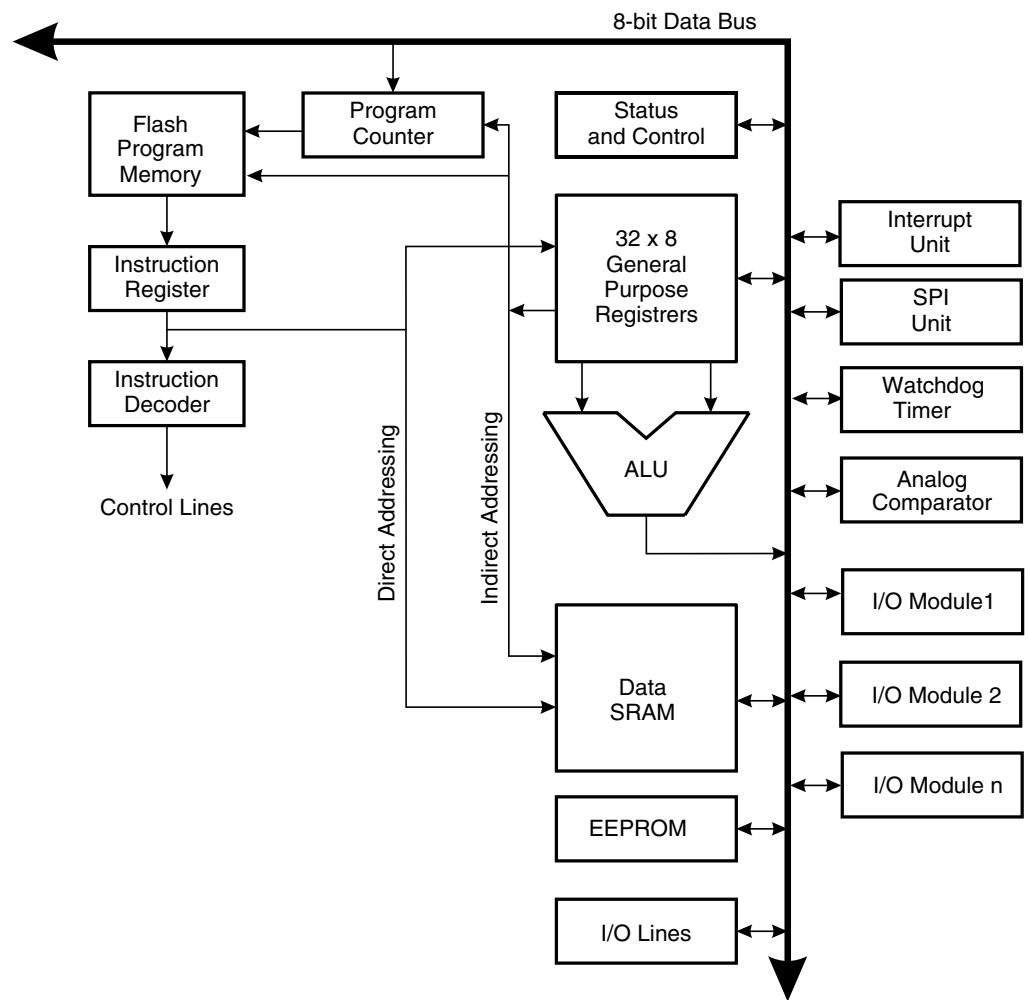 8-bit Data Bus
Flash
Program
Memory
Program
Counter
Status
and Control
Instruction
Register
32 x 8
General
Purpose
Registrers
Interrupt
Unit
SPI
Unit
Instruction
Decoder
Watchdog
Timer
ALU
Analog
Comparator
Control Lines
Direct Addressing
Indirect Addressing
I/O Module1
Data
SRAM
I/O Module 2
I/O Module n
EEPROM
I/O Lines